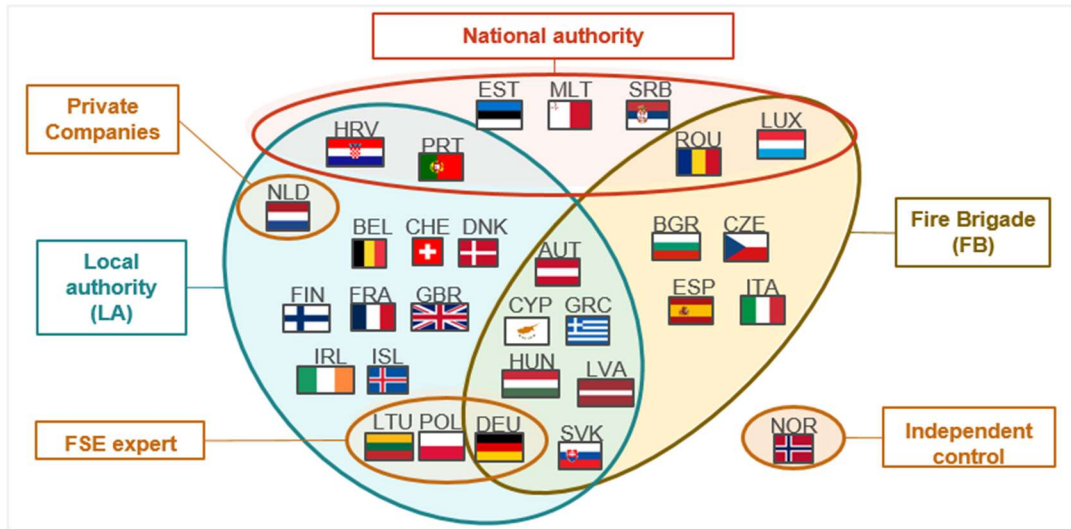 National authority
EST MLT SRB
Private
Companies
HRV
PRT
ROU
LUX
NLD
BEL CHE DNK
BGR CZE
Fire Brigade
(FB)
Local
authority
(LA)
AUT
FIN FRA GBR
CYP GRC
ESP ITA
IRL ISL
HUN LVA
FSE expert
LTU POL DEU
SVK
NOR
Independent
control